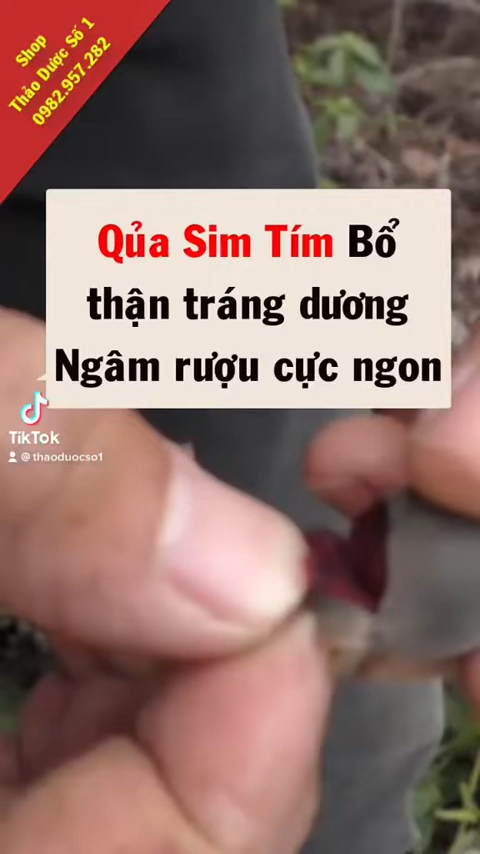 Shop
Thảo Dược Số 1
0982.957.282
Qủa Sim Tím Bổ
thận tráng dương
Ngâm rượu cực ngon
TikTok
@thaoduocso1